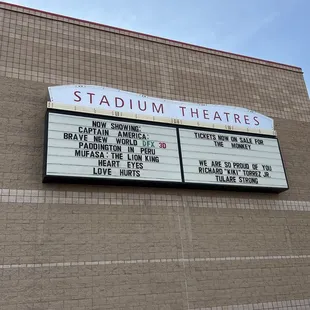 STADIUM THEATRES
NOW SHOWING:
CAPTAIN AMERICA:
BRAVE NEW WORLD DFX 3D
PADDINGTON IN PERU
MUFASA: THE LION KING
HEART EYES
LOVE HURTS
TICKETS NOW ON SALE FOR
THE MONKEY
WE ARE SO PROUD OF
RICHARD "KIKI" TORREZ JR.
TULARE STRONG